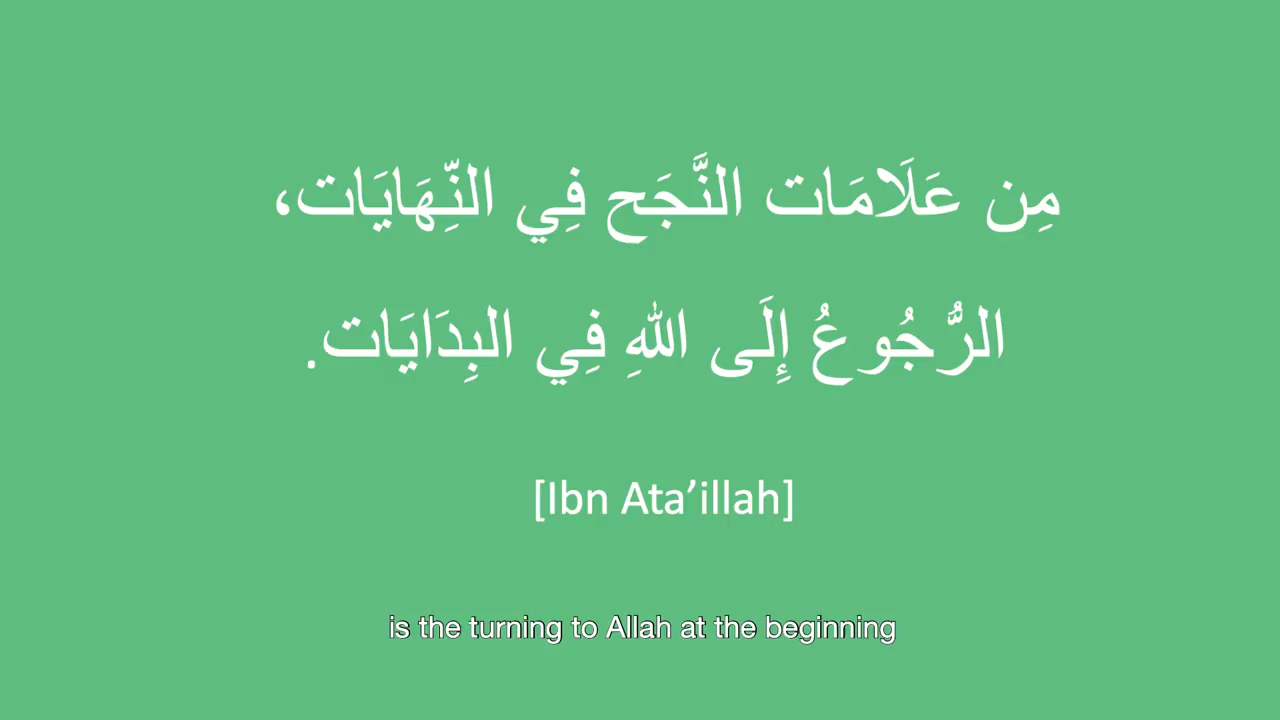 مِن عَلَامَات النَّجَح فِي النِّهَايَات،
الرُّجُوعُ إِلَى اللهِ فِي البِدَايَات.
[Ibn Ata’illah]
is the turning to Allah at the beginning